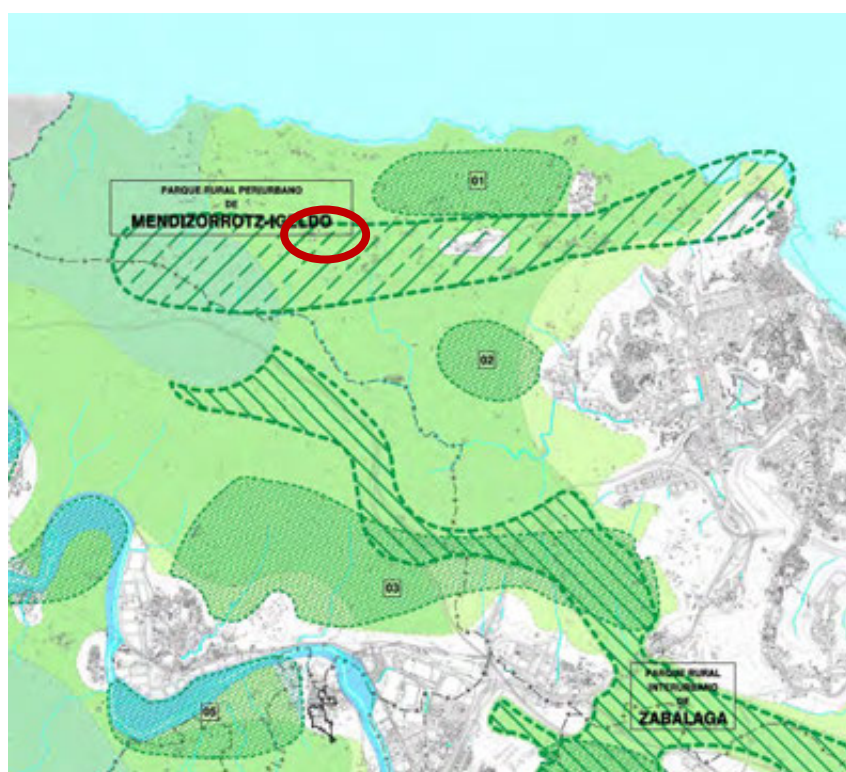 01
PARQUE RURAL PERIURBANO
DE
MENDIZORROTZ-IGELDO
02
03
PARQUE RURAL
INTERURBANO
DE
ZABALAGA
05